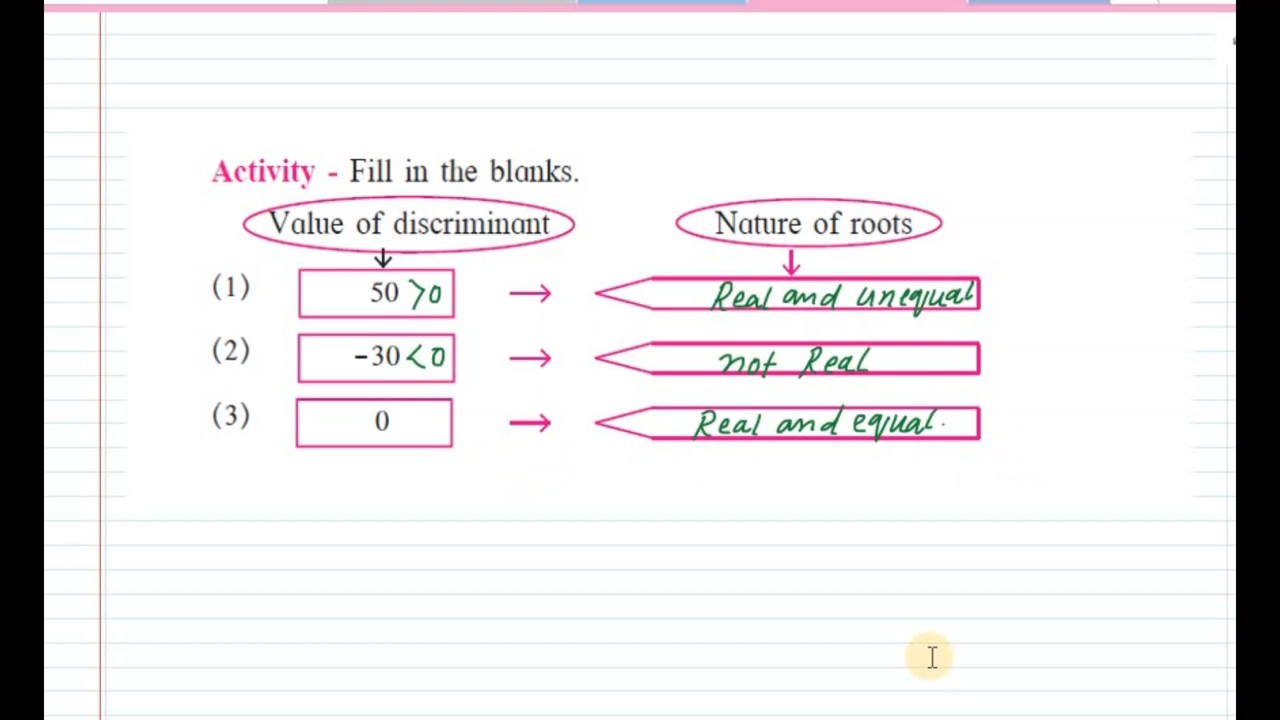 Activity - Fill in the blanks.
Value of discriminant Nature of roots
(1) 50 >0 → Real and unequal
(2) -30 <0 → not Real
(3) 0 → Real and equal.